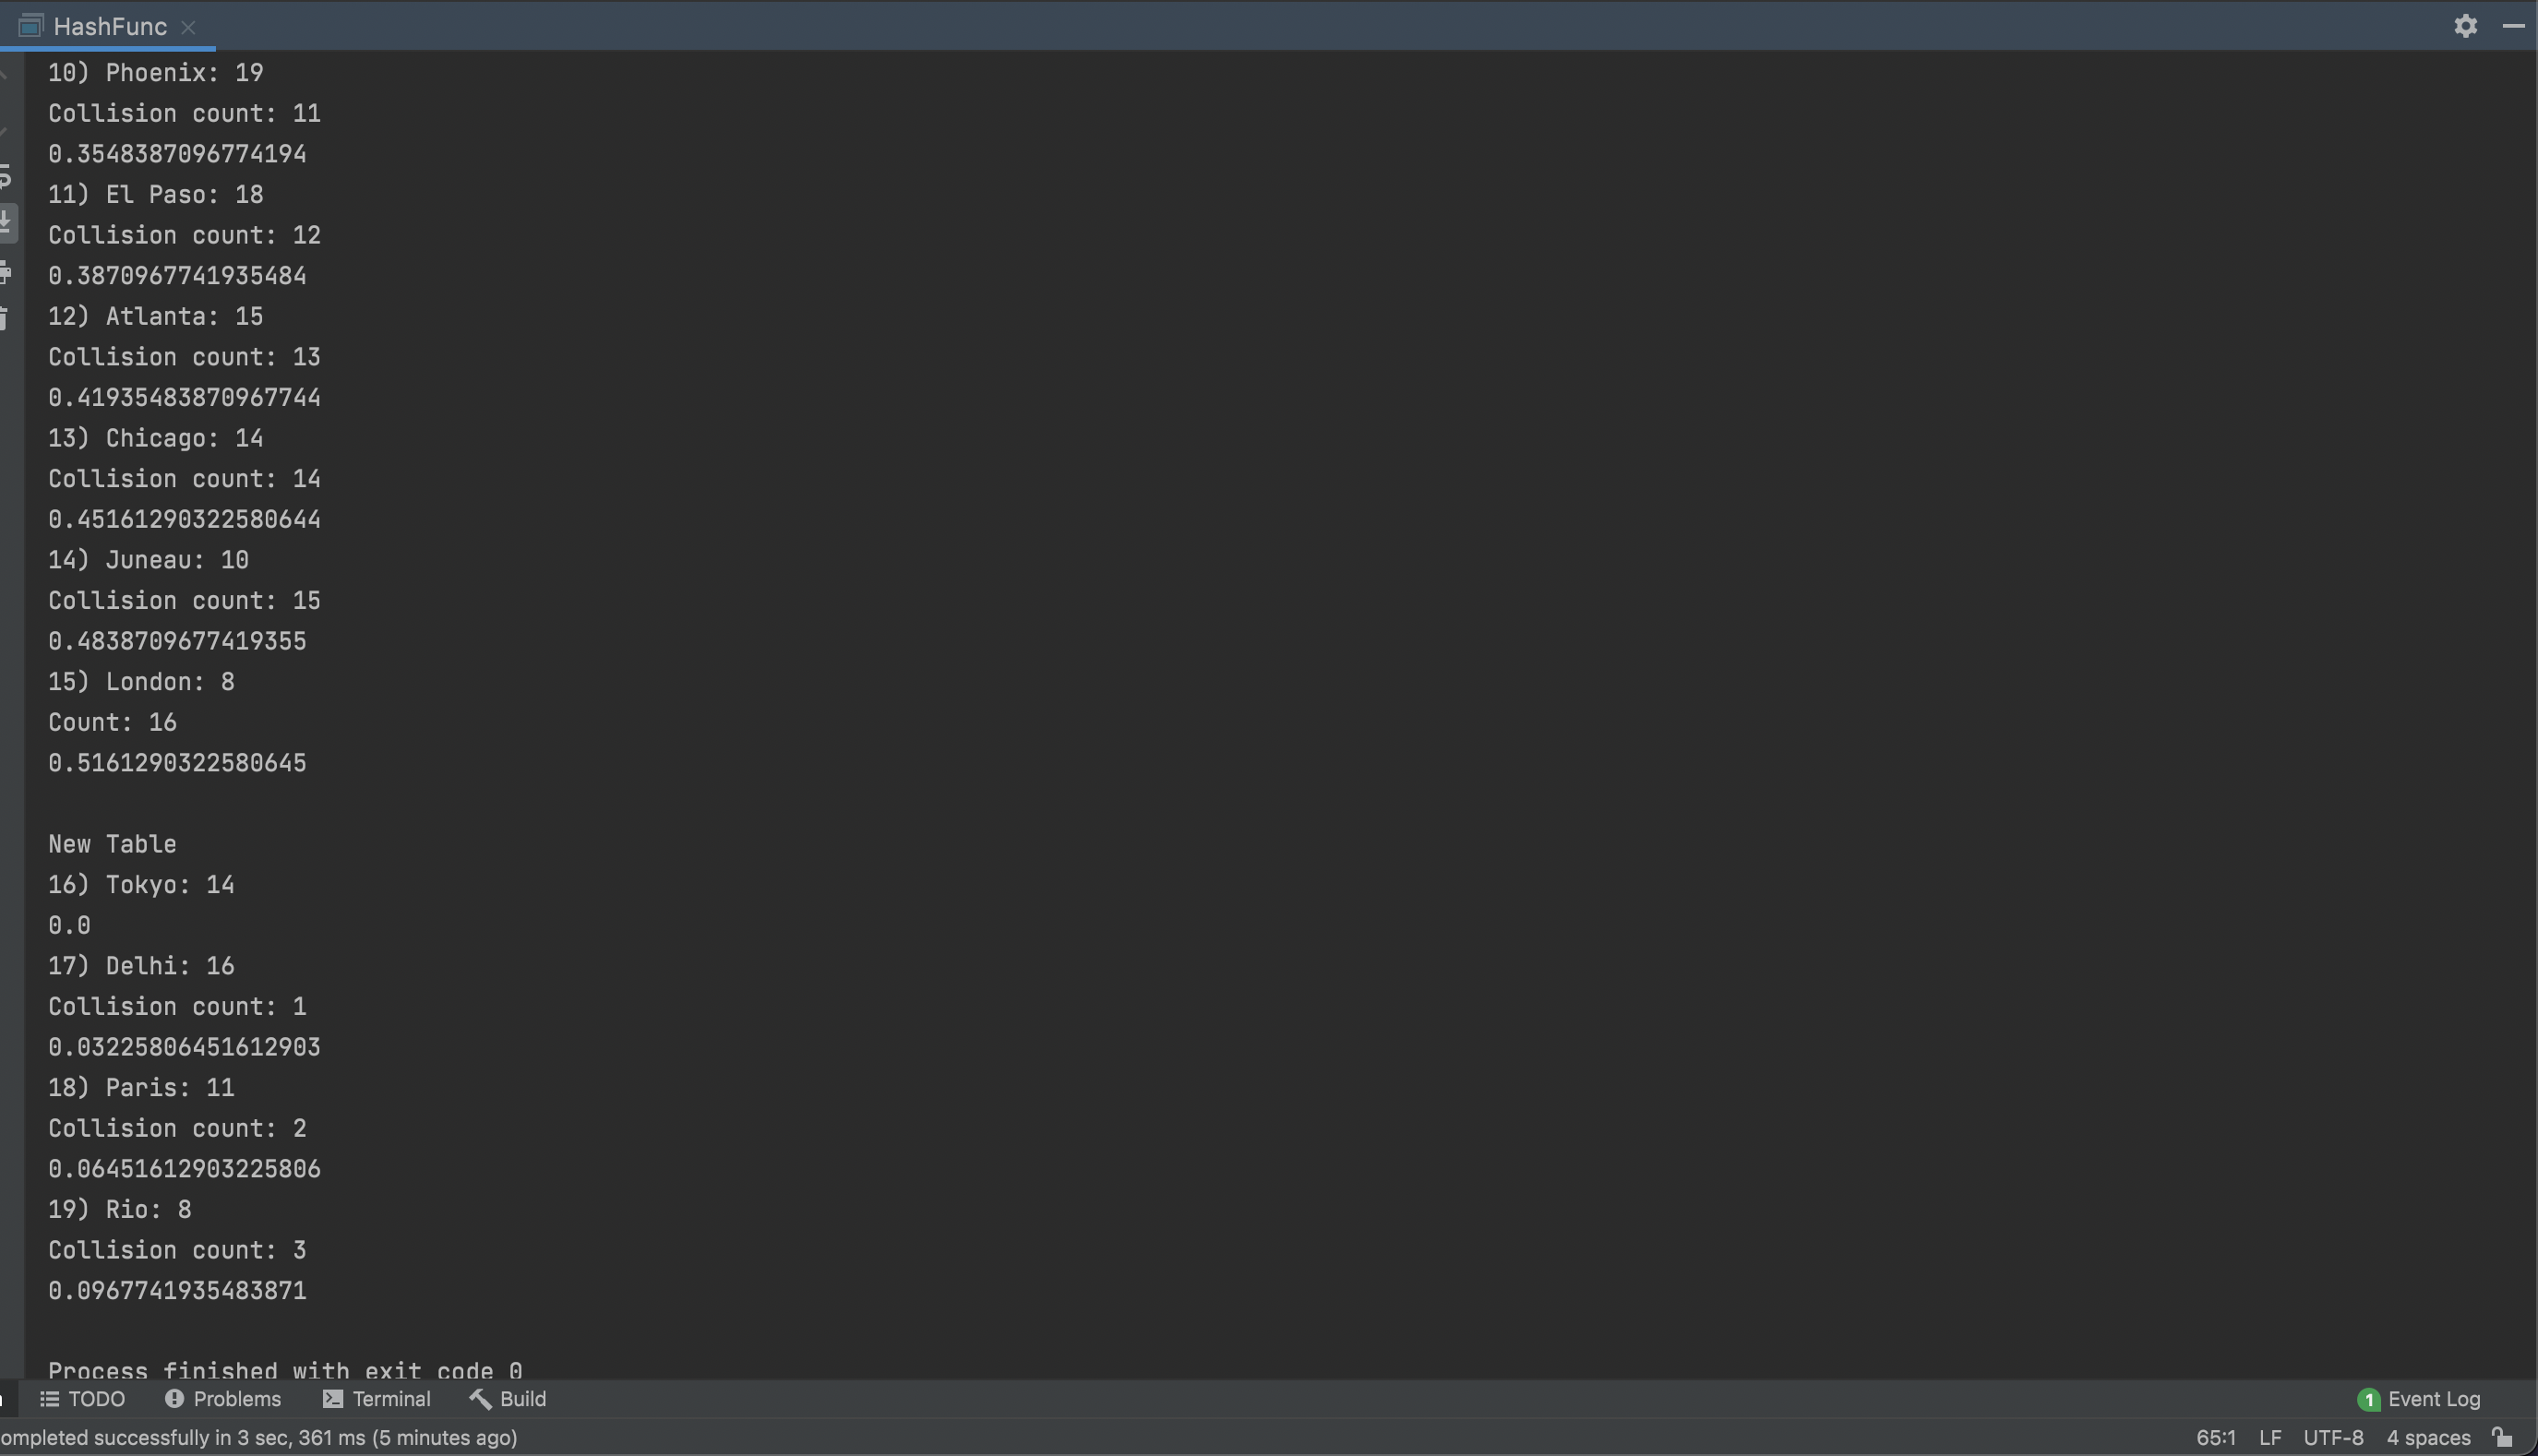 HashFunc
10) Phoenix: 19
Collision count: 11
0.3548387096774194
11) El Paso: 18
Collision count: 12
0.3870967741935484
12) Atlanta: 15
Collision count: 13
0.41935483870967744
13) Chicago: 14
Collision count: 14
0.45161290322580644
14) Juneau: 10
Collision count: 15
0.4838709677419355
15) London: 8
Count: 16
0.5161290322580645
New Table
16) Tokyo: 14
0.0
17) Delhi: 16
Collision count: 1
0.03225806451612903
18) Paris: 11
Collision count: 2
0.06451612903225806
19) Rio: 8
Collision count: 3
0.0967741935483871
Process finished with exit code 0
TODO Problems Terminal Build 1 Event Log
ompleted successfully in 3 sec, 361 ms (5 minutes ago) 65:1 LF UTF-8 4 spaces